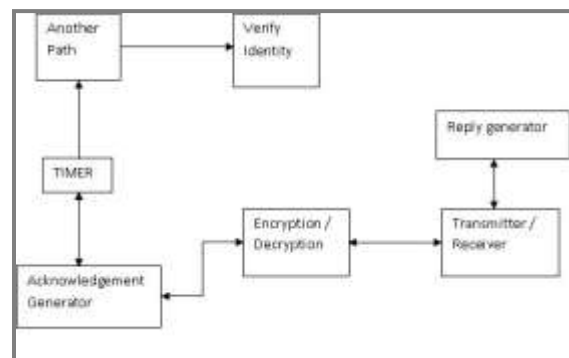 Another
Path
Verify
Identity
Reply generator
TIMER
Encryption /
Decryption
Transmitter /
Receiver
Acknowledgement
Generator